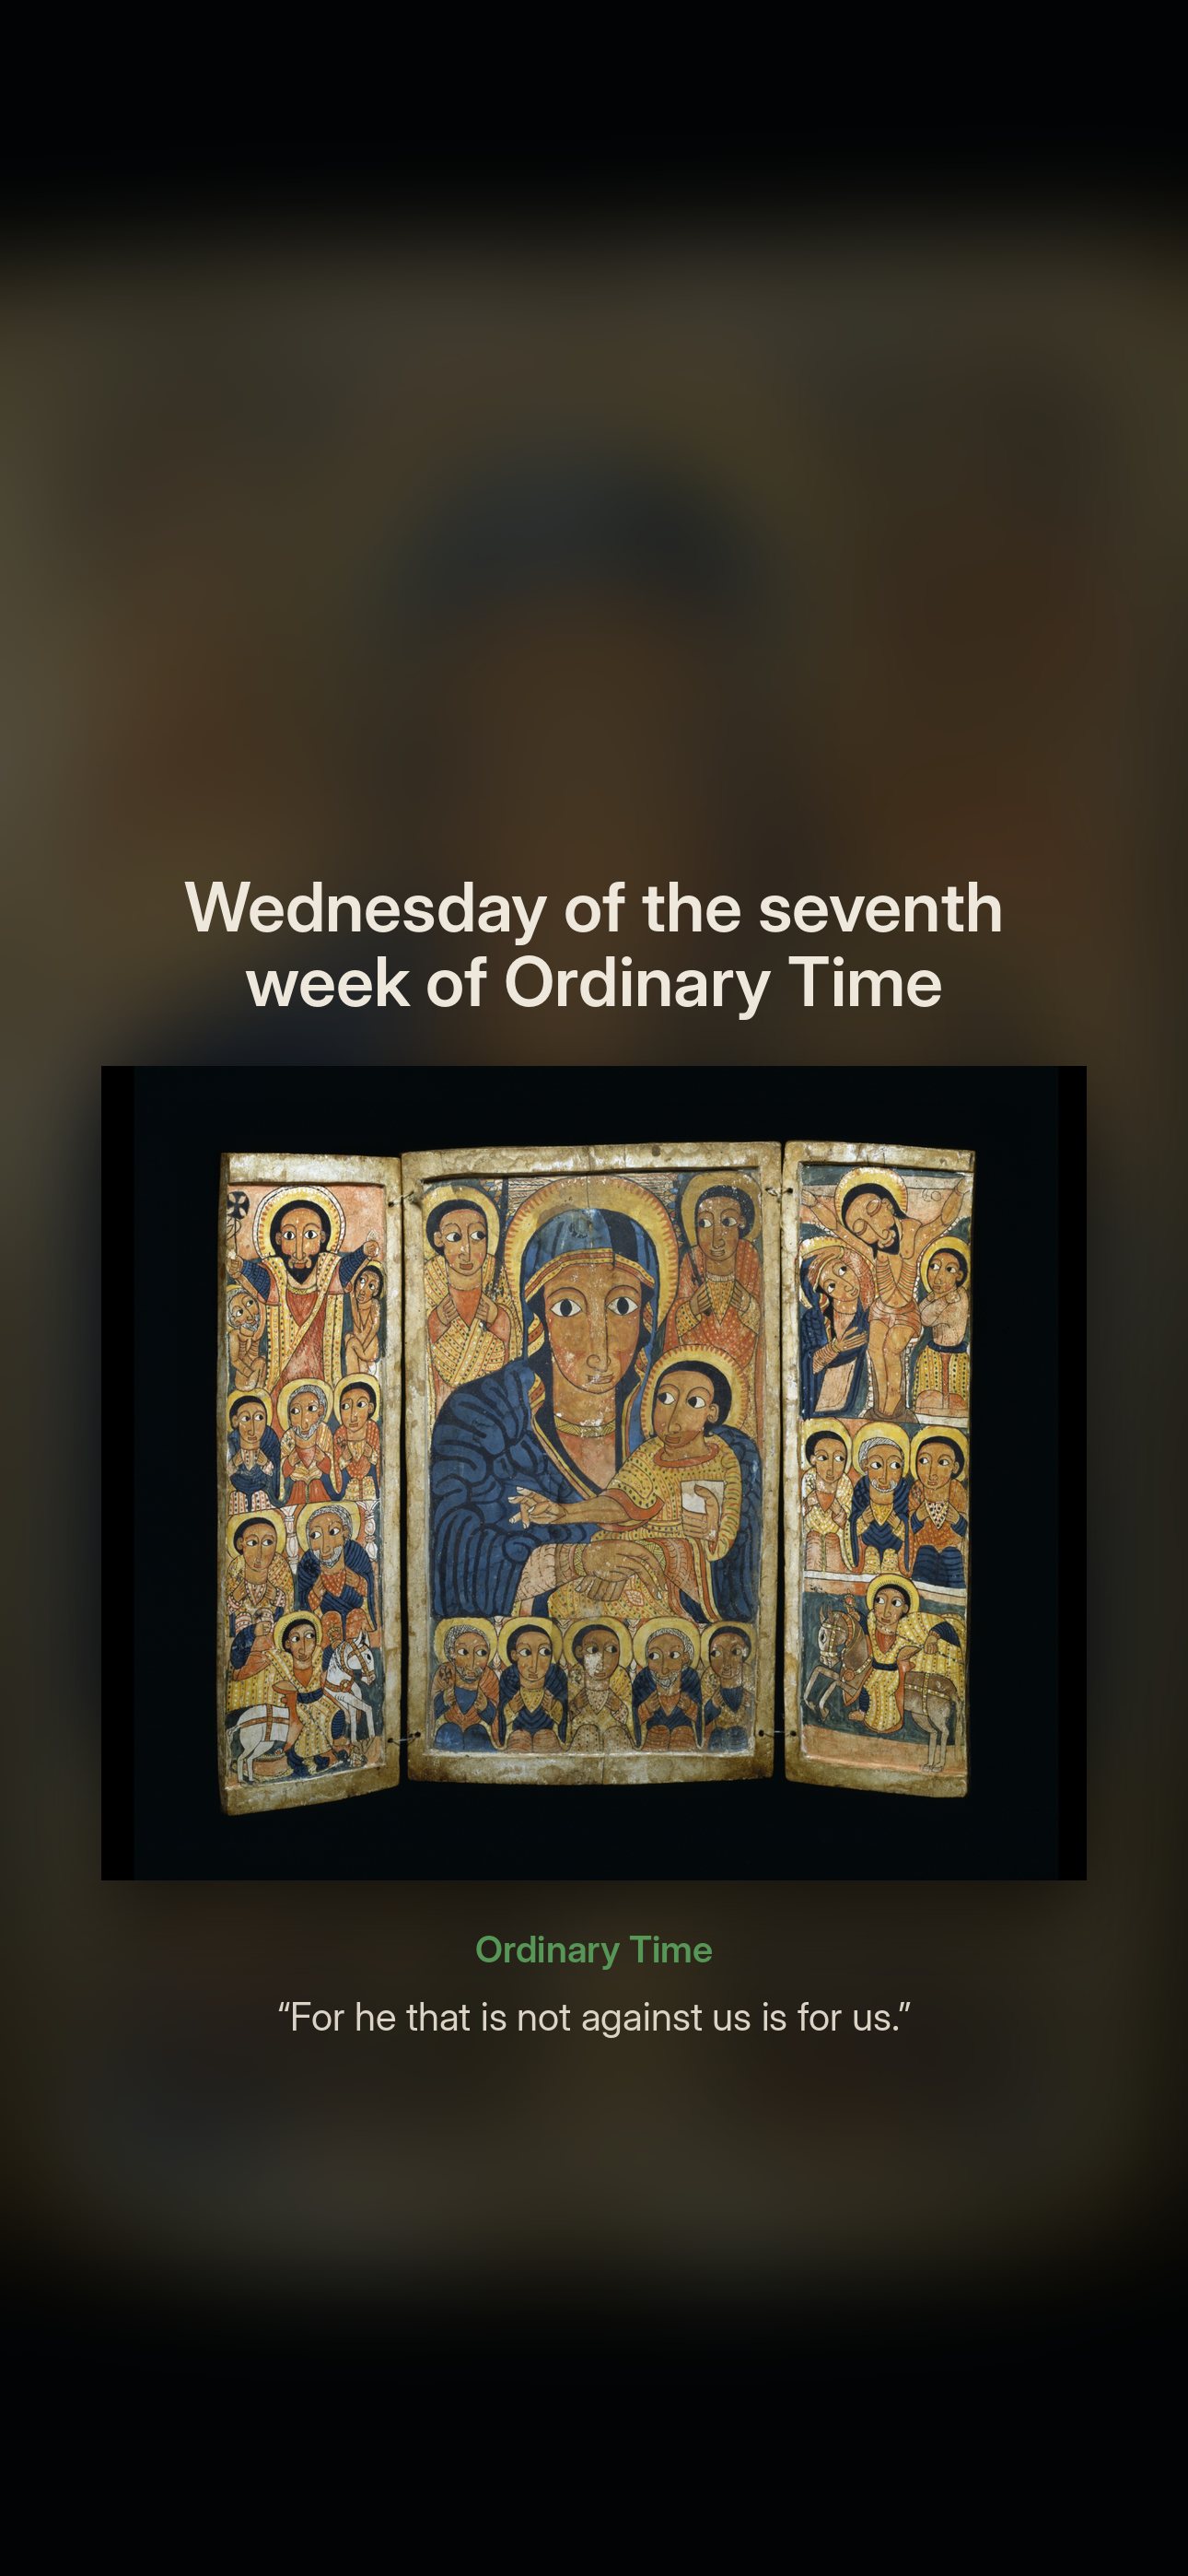 Wednesday of the seventh
week of Ordinary Time
Ordinary Time
“For he that is not against us is for us.”